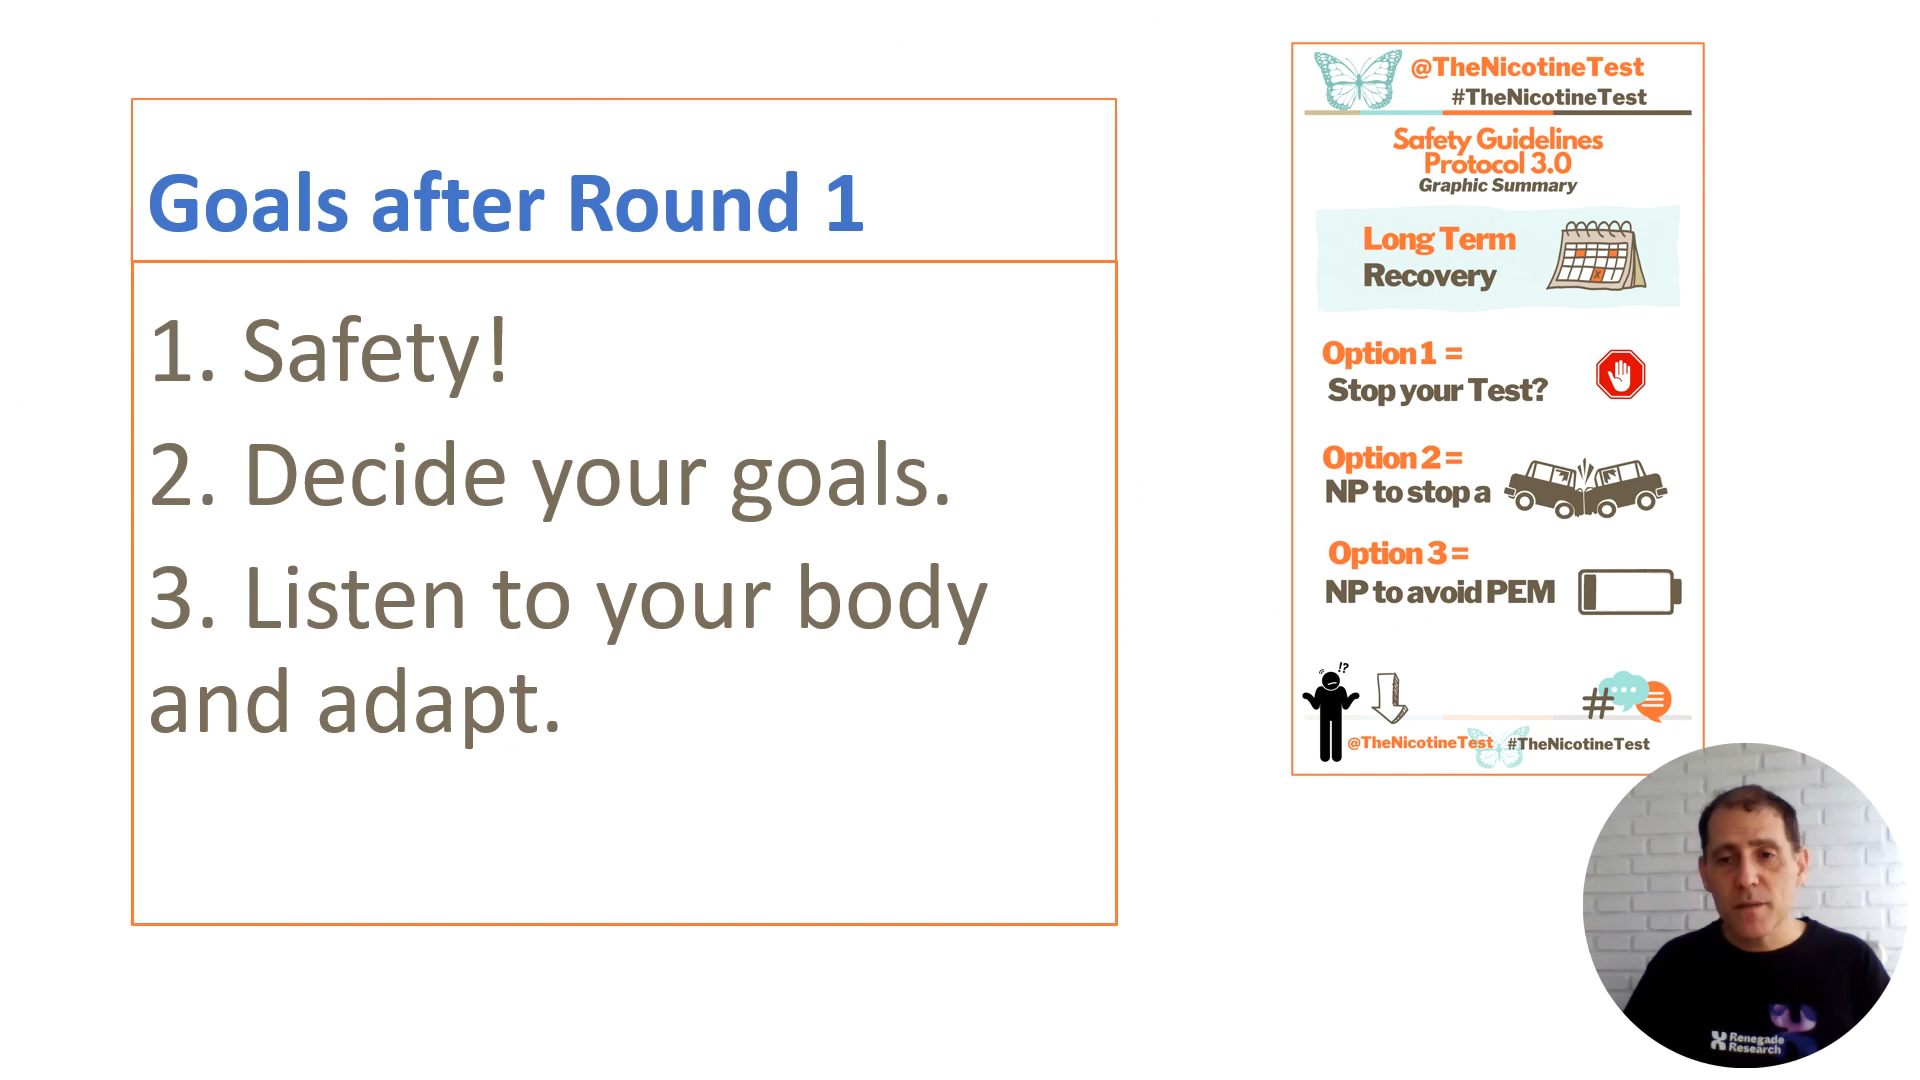 Goals after Round 1
1. Safety!
2. Decide your goals.
3. Listen to your body
and adapt.
@TheNicotineTest
#TheNicotineTest
Safety Guidelines
Protocol 3.0
Graphic Summary
Long Term
Recovery
X
Option 1 =
Stop your Test?
Option 2 =
NP to stop a
Option 3 =
NP to avoid PEM
!?
#
@TheNicotineTest #TheNicotineTest
Renegade
Research